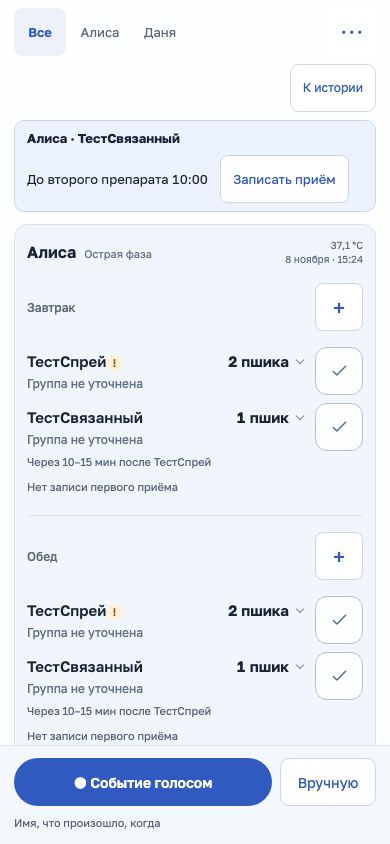 Все Алиса Даня ...
К истории
Алиса · ТестСвязанный
До второго препарата 10:00 Записать приём
Алиса Острая фаза 37,1 °C
8 ноября · 15:24
Завтрак +
ТестСпрей ! 2 пшика
Группа не уточнена
ТестСвязанный 1 пшик
Группа не уточнена
Через 10–15 мин после ТестСпрей
Нет записи первого приёма
Обед +
ТестСпрей ! 2 пшика
Группа не уточнена
ТестСвязанный 1 пшик
Группа не уточнена
Через 10–15 мин после ТестСпрей
Нет записи первого приёма
Событие голосом Вручную
Имя, что произошло, когда